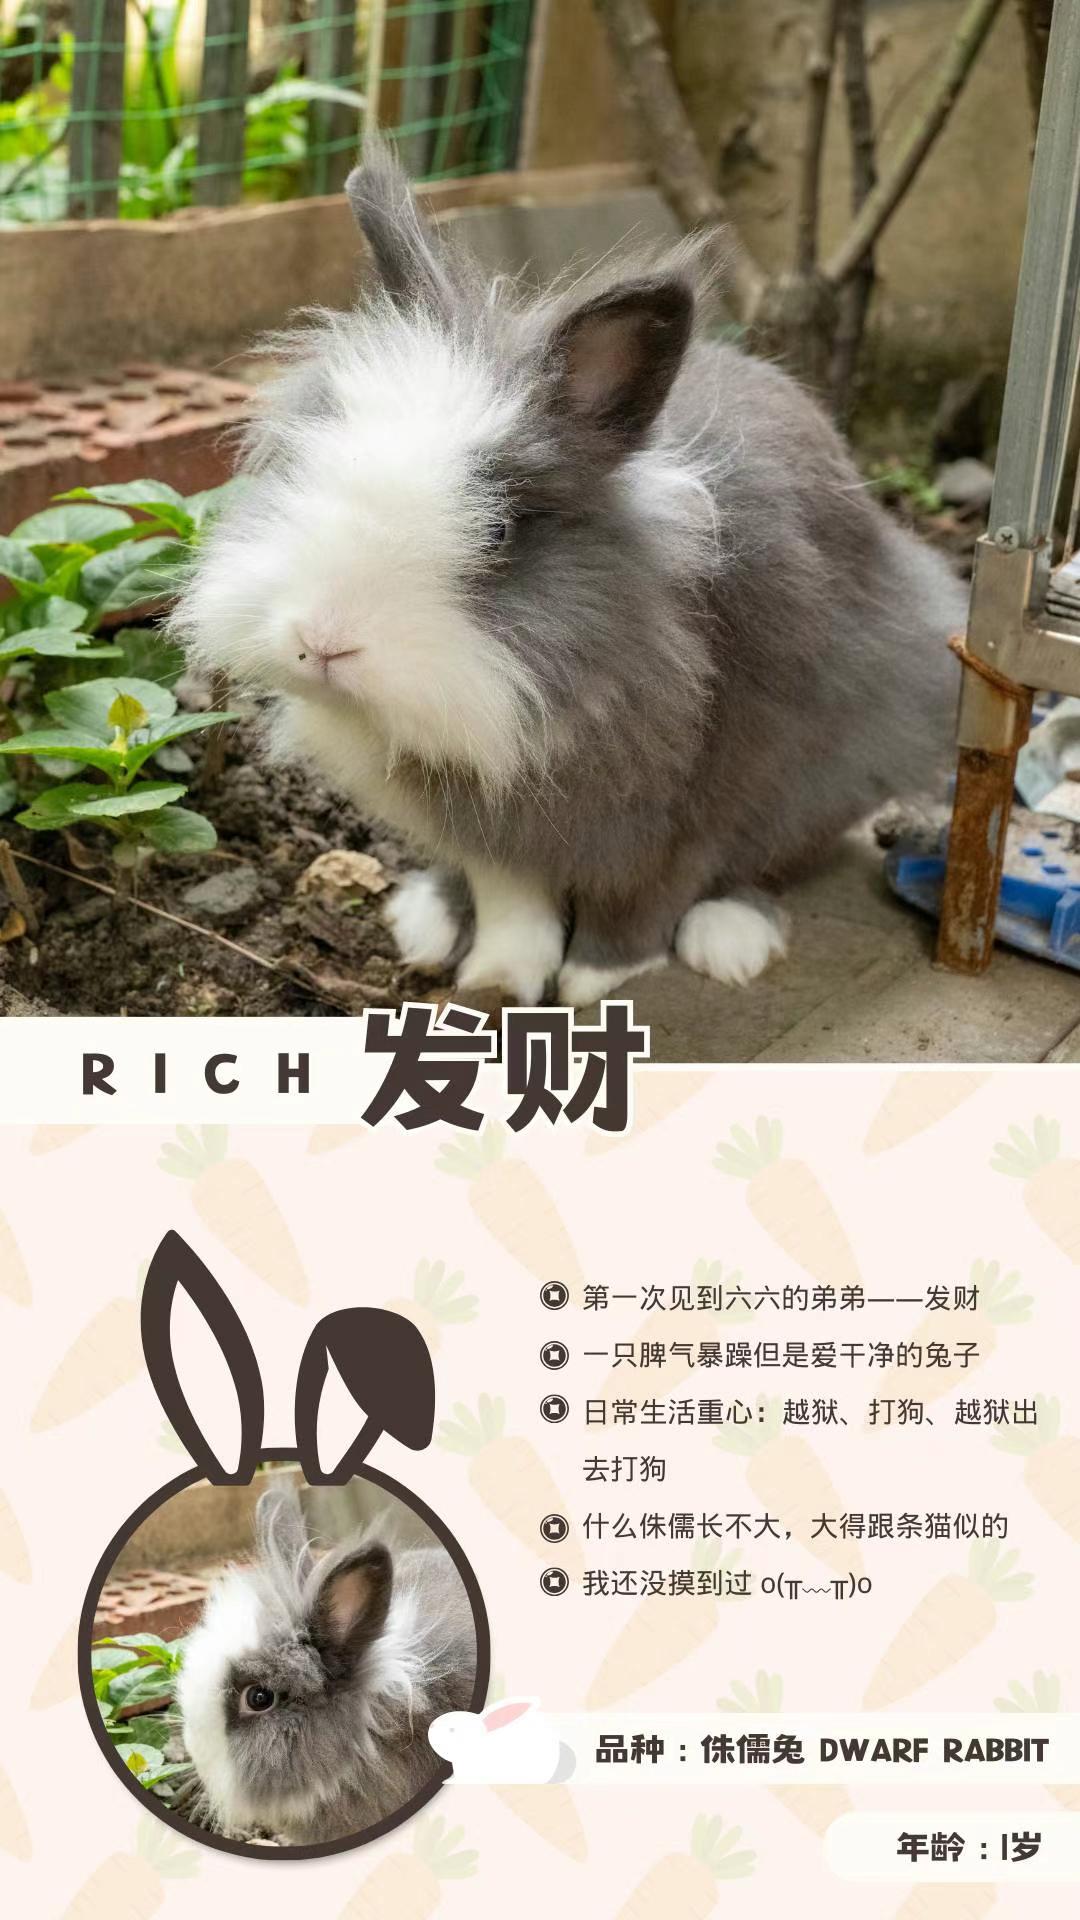 RICH 发财
第一次见到六六的弟弟——发财
一只脾气暴躁但是爱干净的兔子
日常生活重心：越狱、打狗、越狱出
去打狗
什么侏儒长不大，大得跟条猫似的
我还没摸到过 o(╥﹏╥)o
品种：侏儒兔 DWARF RABBIT
年龄：1岁